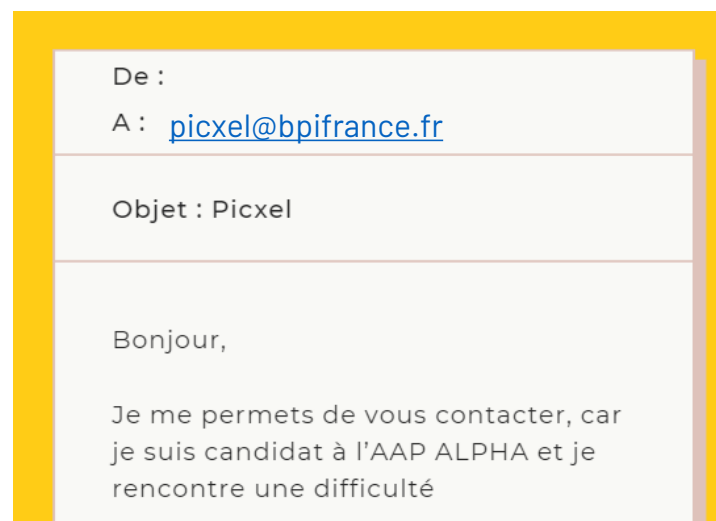 De :
A : picxel@bpifrance.fr
Objet : Picxel
Bonjour,
Je me permets de vous contacter, car
je suis candidat à l'AAP ALPHA et je
rencontre une difficulté